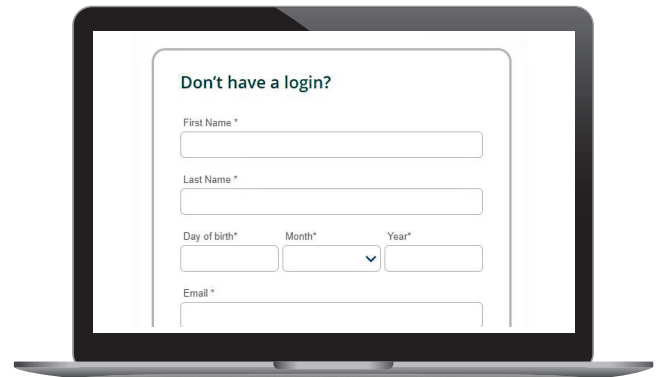 Don't have a login?
First Name *
Last Name *
Day of birth* Month* Year*
Email *